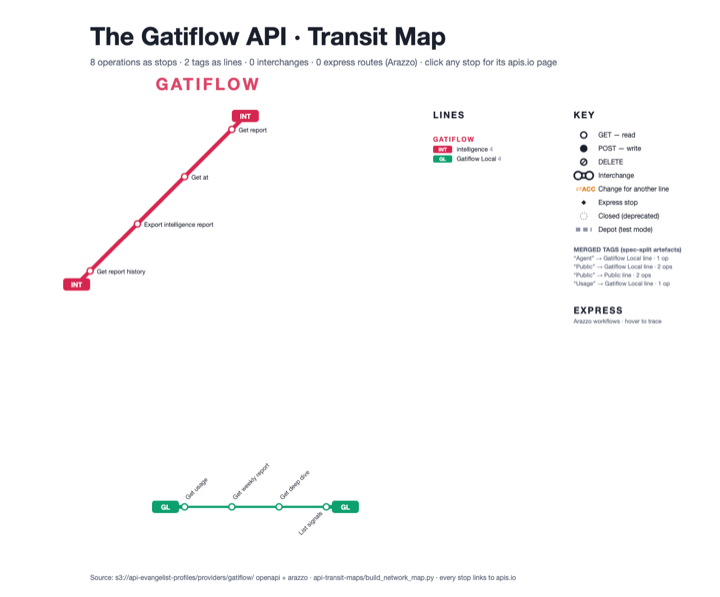 The Gatiflow API · Transit Map
8 operations as stops · 2 tags as lines · 0 interchanges · 0 express routes (Arazzo) · click any stop for its apis.io page
GATIFLOW
INT
Get report
Get at
Export intelligence report
Get report history
INT
LINES
GATIFLOW
INT intelligence 4
GL Gatiflow Local 4
KEY
GET — read
POST — write
DELETE
Interchange
ACC Change for another line
Express stop
Closed (deprecated)
Depot (test mode)
MERGED TAGS (spec-split artefacts)
"Agent" → Gatiflow Local line · 1 op
"Public" → Gatiflow Local line · 2 ops
"Public" → Public line · 2 ops
"Usage" → Gatiflow Local line · 1 op
EXPRESS
Arazzo workflows · hover to trace
GL
Get usage
Get weekly report
Get deep dive
List signals
GL
Source: s3://api-evangelist-profiles/providers/gatiflow/ openapi + arazzo · api-transit-maps/build_network_map.py · every stop links to apis.io